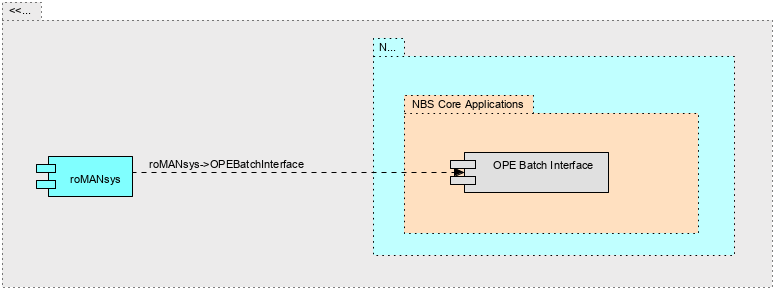 <<...
N...
NBS Core Applications
roMANsys->OPEBatchInterface
OPE Batch Interface
roMANsys